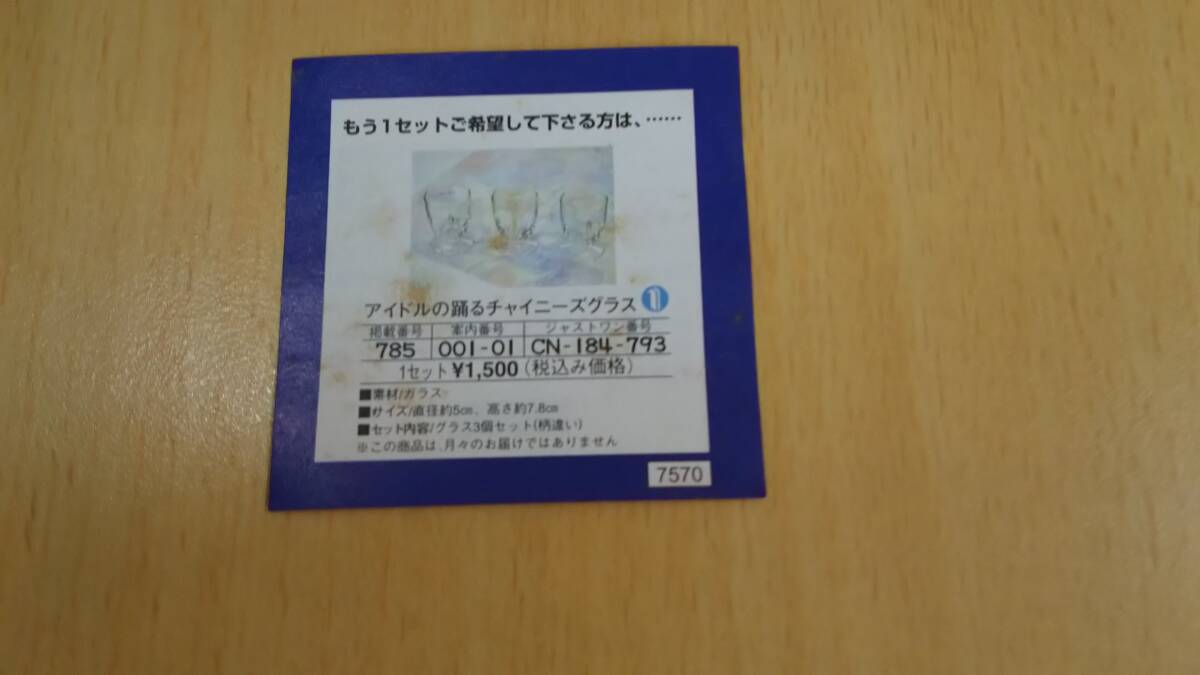 もう1セットご希望して下さる方は、……
アイドルの踊るチャイニーズグラス 1
掲載番号 案内番号 ジャストワン番号
785 001-01 CN-184-793
1セット ¥1,500 (税込み価格)
■素材/ガラス
■サイズ/直径約5㎝、高さ約7.8㎝
■セット内容/グラス3個セット(柄違い)
※この商品は、月々のお届けではありません
7570